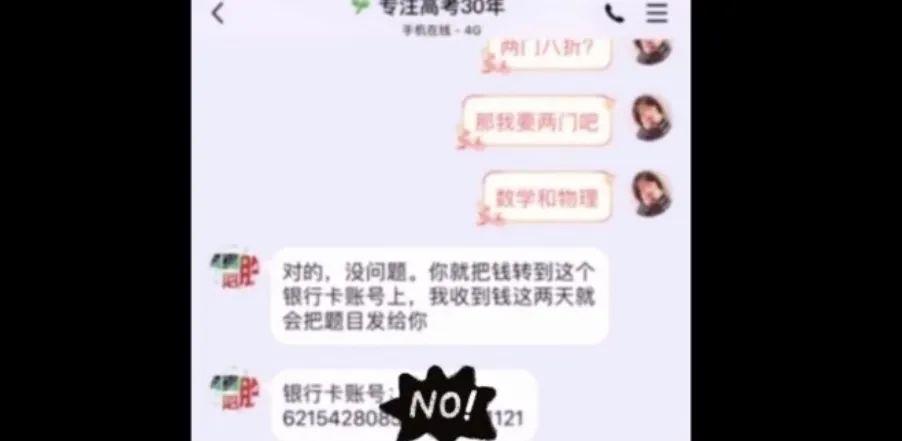 专注高考30年
手机在线 - 4G
两门八折？
那我要两门吧
数学和物理
对的，没问题。你就把钱转到这个
银行卡账号上，我收到钱这两天就
会把题目发给你
银行卡账号：
NO!
6215428085 1121